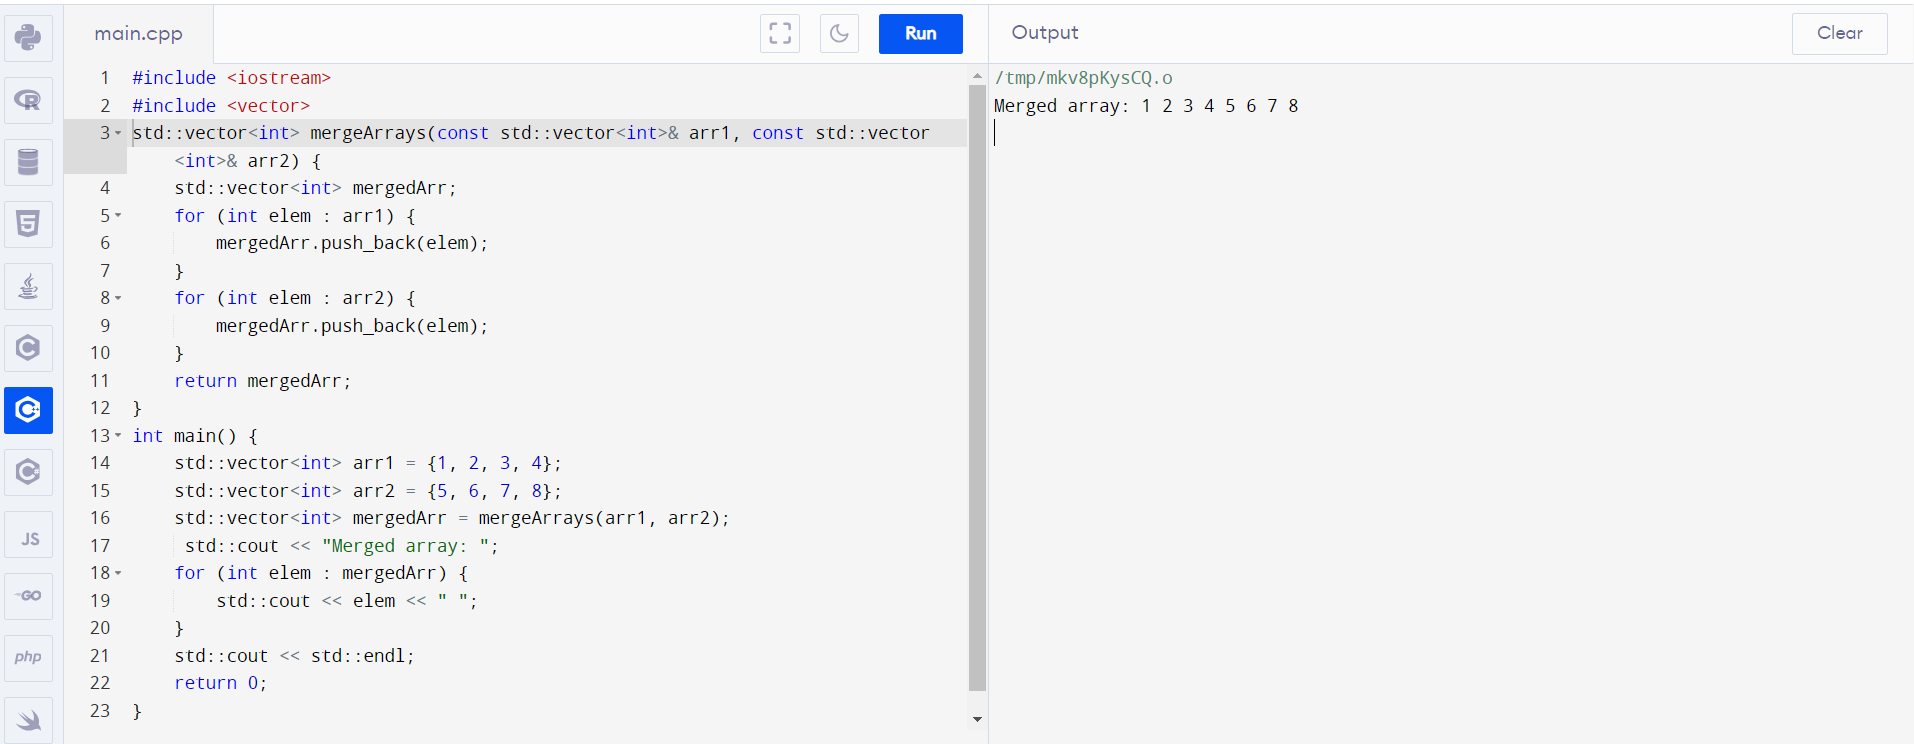 main.cpp
Run
Output
Clear
1 #include <iostream>
2 #include <vector>
3 std::vector<int> mergeArrays(const std::vector<int>& arr1, const std::vector
<int>& arr2) {
4     std::vector<int> mergedArr;
5     for (int elem : arr1) {
6         mergedArr.push_back(elem);
7     }
8     for (int elem : arr2) {
9         mergedArr.push_back(elem);
10     }
11     return mergedArr;
12 }
13 int main() {
14     std::vector<int> arr1 = {1, 2, 3, 4};
15     std::vector<int> arr2 = {5, 6, 7, 8};
16     std::vector<int> mergedArr = mergeArrays(arr1, arr2);
17      std::cout << "Merged array: ";
18     for (int elem : mergedArr) {
19         std::cout << elem << " ";
20     }
21     std::cout << std::endl;
22     return 0;
23 }
/tmp/mkv8pKysCQ.o
Merged array: 1 2 3 4 5 6 7 8
R
5
C
C++
C#
JS
GO
php